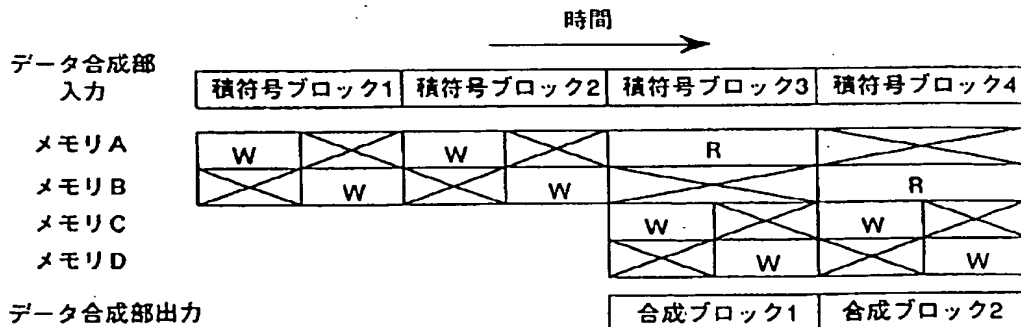 時間
データ合成部
入力
積符号ブロック1 積符号ブロック2 積符号ブロック3 積符号ブロック4
メモリA W W R
メモリB W W R
メモリC W W
メモリD W W
データ合成部出力 合成ブロック1 合成ブロック2